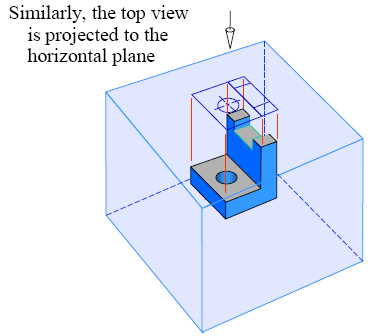 Similarly, the top view
is projected to the
horizontal plane